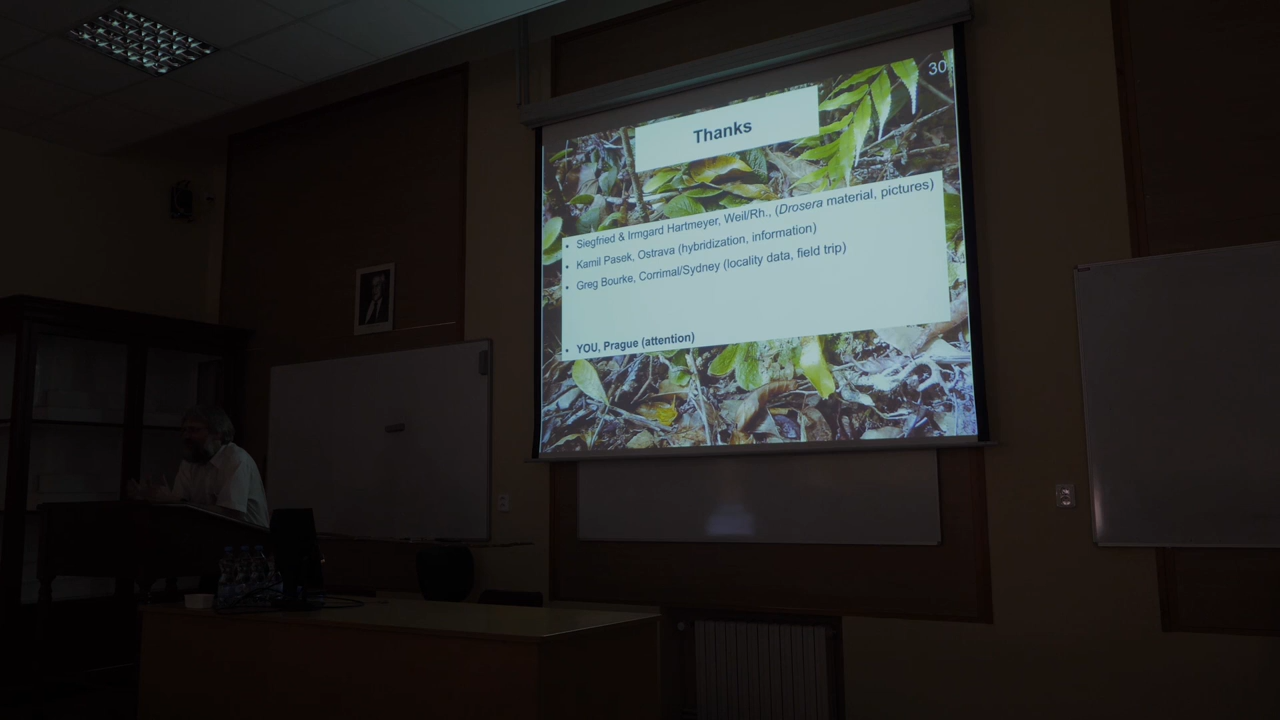 30
Thanks
• Siegfried & Irmgard Hartmeyer, Weil/Rh., (Drosera material, pictures)
• Kamil Pasek, Ostrava (hybridization, information)
• Greg Bourke, Corrimal/Sydney (locality data, field trip)
• YOU, Prague (attention)